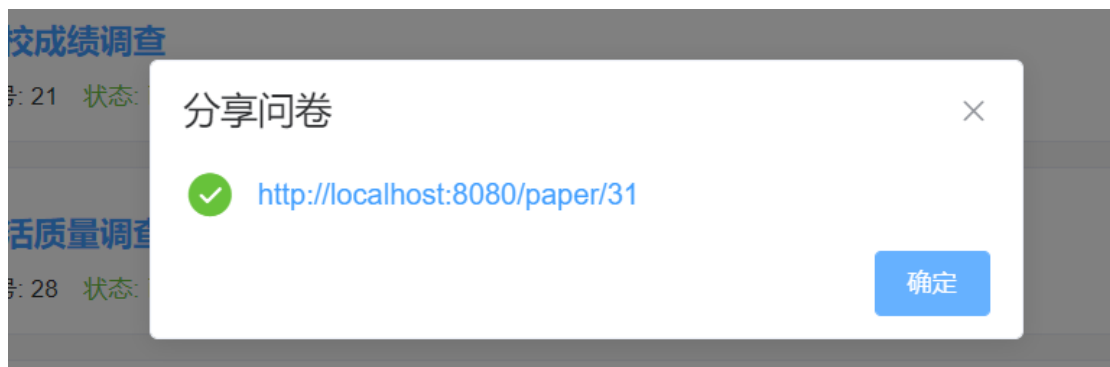 校成绩调查
号: 21 状态:
分享问卷
http://localhost:8080/paper/31
活质量调查
号: 28 状态:
确定